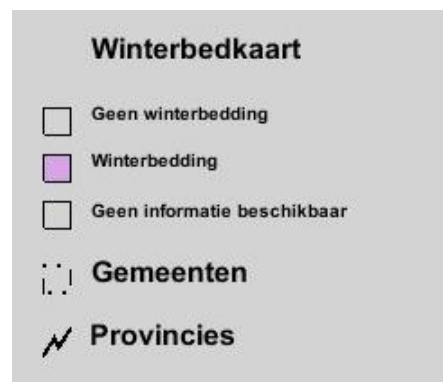 Winterbedkaart
Geen winterbedding
Winterbedding
Geen informatie beschikbaar
Gemeenten
Provincies